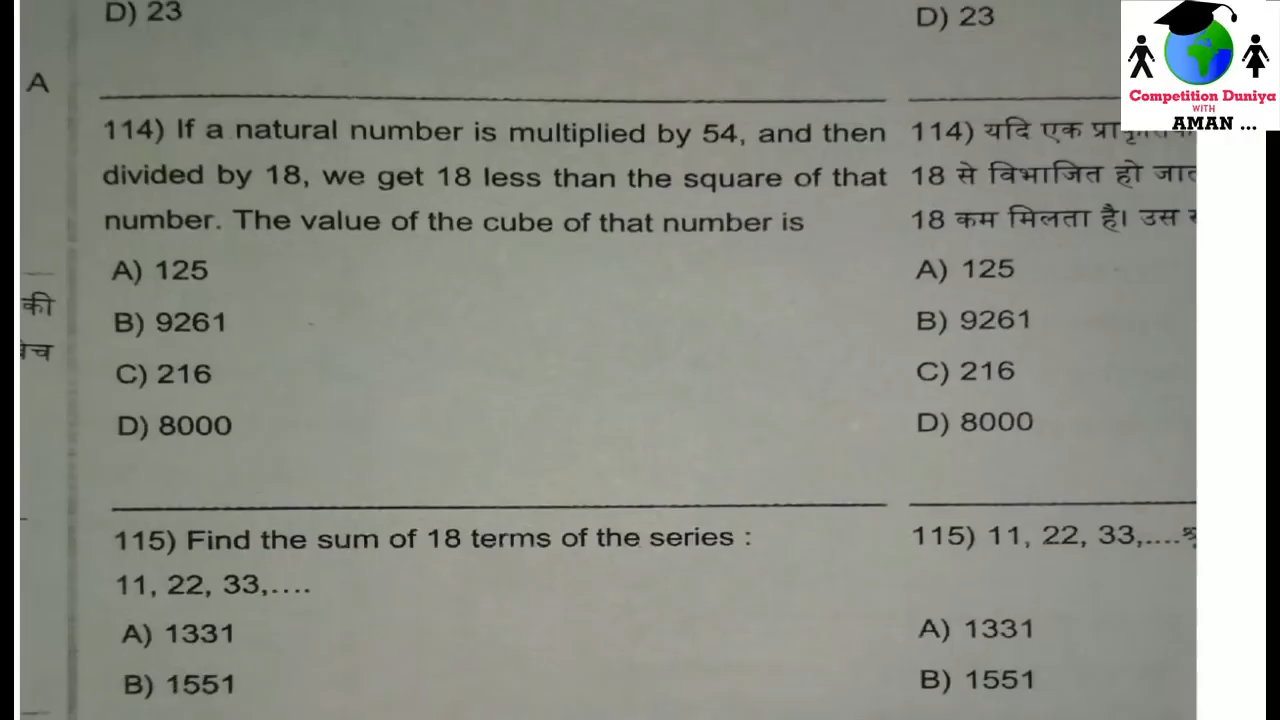 D) 23
A
114) If a natural number is multiplied by 54, and then
divided by 18, we get 18 less than the square of that
number. The value of the cube of that number is
A) 125
B) 9261
C) 216
D) 8000
115) Find the sum of 18 terms of the series :
11, 22, 33,....
A) 1331
B) 1551
की
D) 23
114) यदि एक
18 से विभाजित हो
18 कम मिलता है। उस
A) 125
B) 9261
C) 216
D) 8000
115) 11, 22, 33,....
A) 1331
B) 1551
Competition Duniya
WITH
AMAN ...